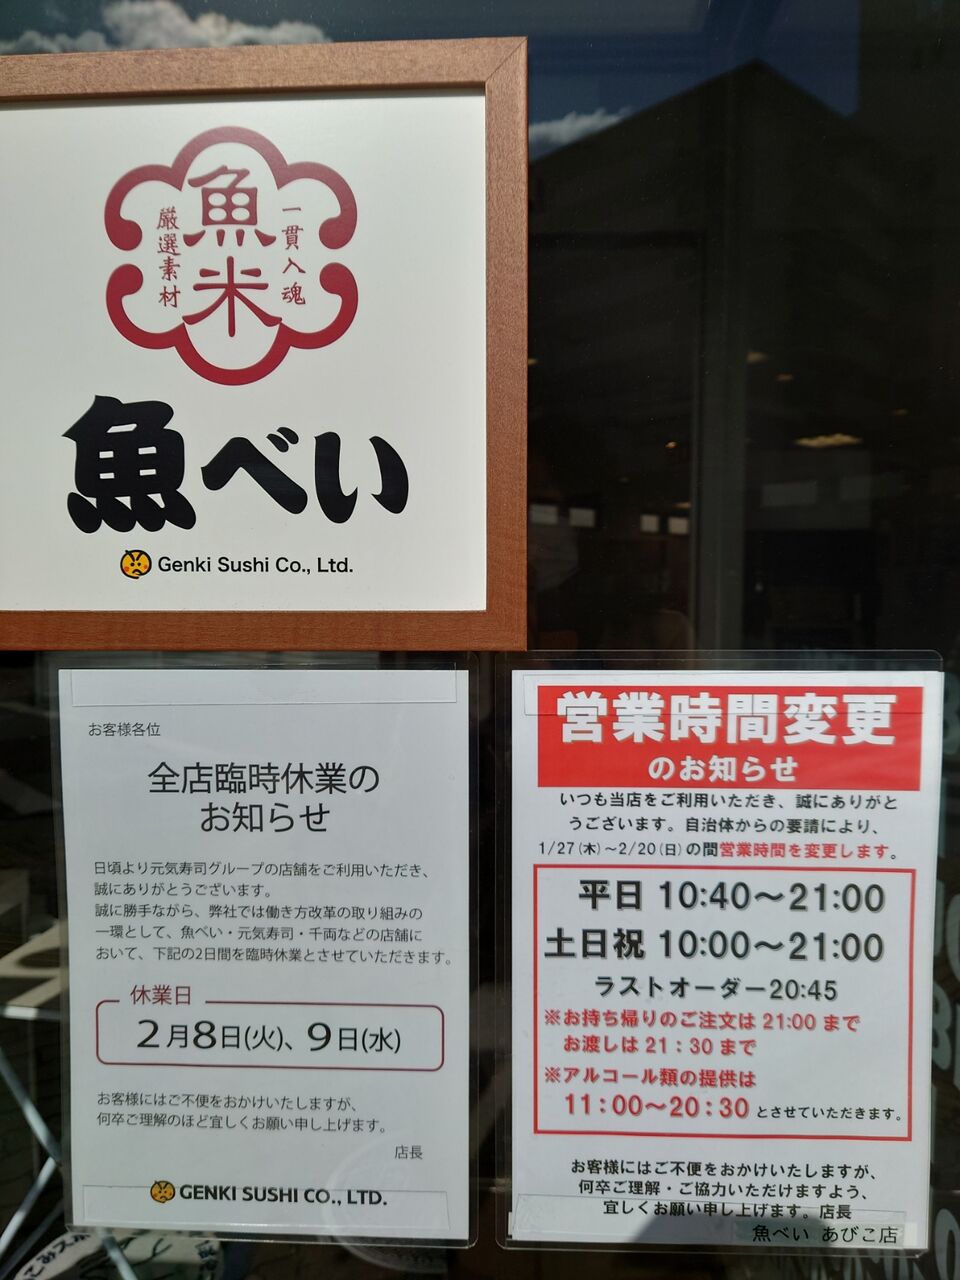 魚米
一貫入魂
厳選素材
魚べい
Genki Sushi Co., Ltd.
お客様各位
全店臨時休業の
お知らせ
日頃より元気寿司グループの店舗をご利用いただき、
誠にありがとうございます。
誠に勝手ながら、弊社では働き方改革の取り組みの
一環として、魚べい・元気寿司・千両などの店舗に
おいて、下記の2日間を臨時休業とさせていただきます。
休業日
2月8日(火)、9日(水)
お客様にはご不便をおかけいたしますが、
何卒ご理解のほど宜しくお願い申し上げます。
店長
GENKI SUSHI CO., LTD.
営業時間変更
のお知らせ
いつも当店をご利用いただき、誠にありがと
うございます。自治体からの要請により、
1/27(木)~2/20(日)の間営業時間を変更します。
平日 10:40～21:00
土日祝 10:00～21:00
ラストオーダー20:45
※お持ち帰りのご注文は 21:00 まで
お渡しは 21：30 まで
※アルコール類の提供は
11：00～20：30 とさせていただきます。
お客様にはご不便をおかけいたしますが、
何卒ご理解・ご協力いただけますよう、
宜しくお願い申し上げます。店長
魚べい あびこ店